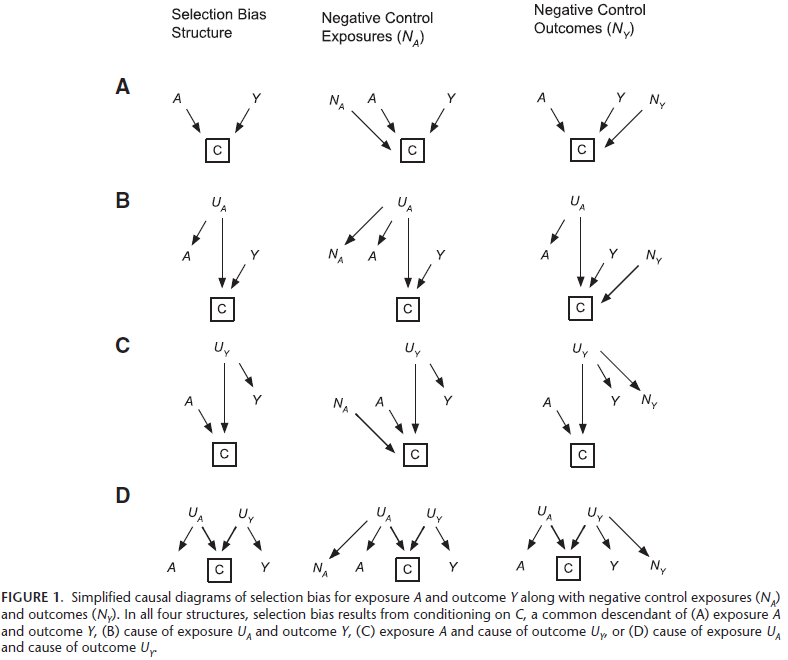 Selection Bias
Structure
Negative Control
Exposures (N_A)
Negative Control
Outcomes (N_Y)
A
A Y
C
N_A A Y
C
A Y N_Y
C
B
U_A
A Y
C
U_A
N_A A Y
C
U_A
A Y N_Y
C
C
U_Y
A Y
C
U_Y
N_A A Y
C
U_Y
A Y N_Y
C
D
U_A U_Y
A C Y
U_A U_Y
N_A A C Y
U_A U_Y
A C Y N_Y
FIGURE 1. Simplified causal diagrams of selection bias for exposure A and outcome Y along with negative control exposures (N_A)
and outcomes (N_Y). In all four structures, selection bias results from conditioning on C, a common descendant of (A) exposure A
and outcome Y, (B) cause of exposure U_A and outcome Y, (C) exposure A and cause of outcome U_Y, or (D) cause of exposure U_A
and cause of outcome U_Y.